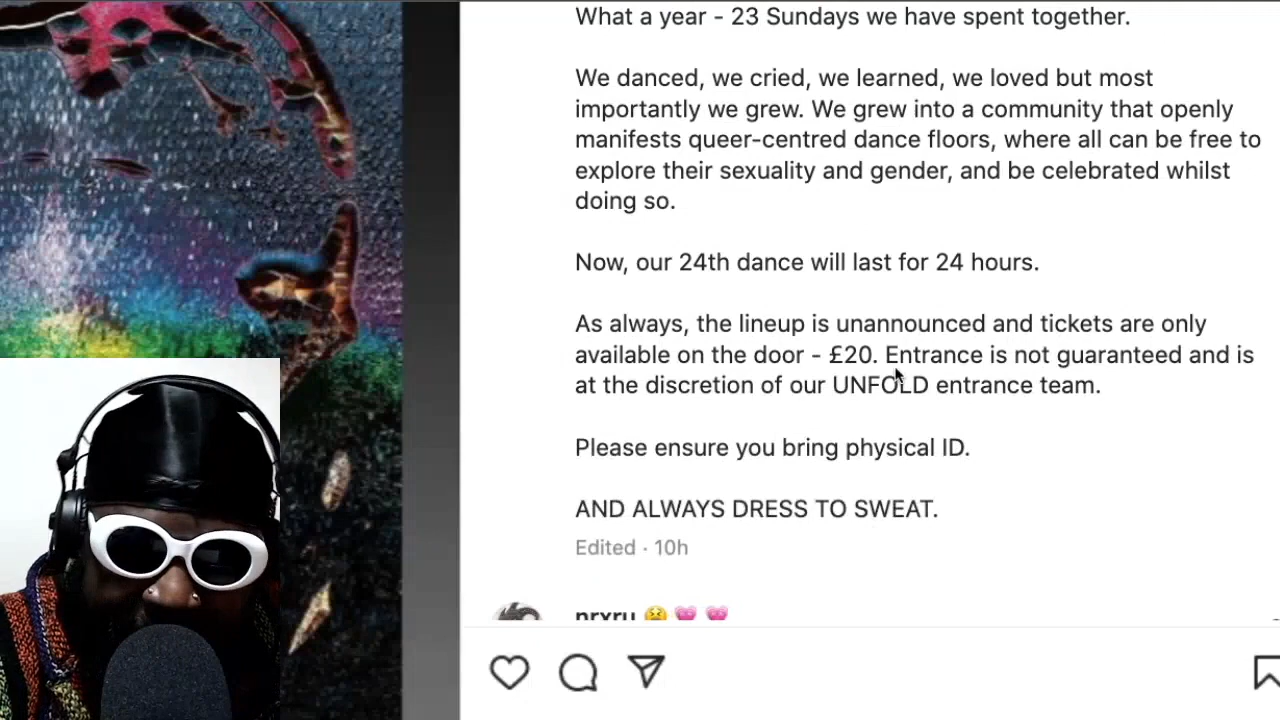 What a year - 23 Sundays we have spent together.
We danced, we cried, we learned, we loved but most
importantly we grew. We grew into a community that openly
manifests queer-centred dance floors, where all can be free to
explore their sexuality and gender, and be celebrated whilst
doing so.
Now, our 24th dance will last for 24 hours.
As always, the lineup is unannounced and tickets are only
available on the door - £20. Entrance is not guaranteed and is
at the discretion of our UNFOLD entrance team.
Please ensure you bring physical ID.
AND ALWAYS DRESS TO SWEAT.
Edited · 10h
nrxru 😫 💗 💗